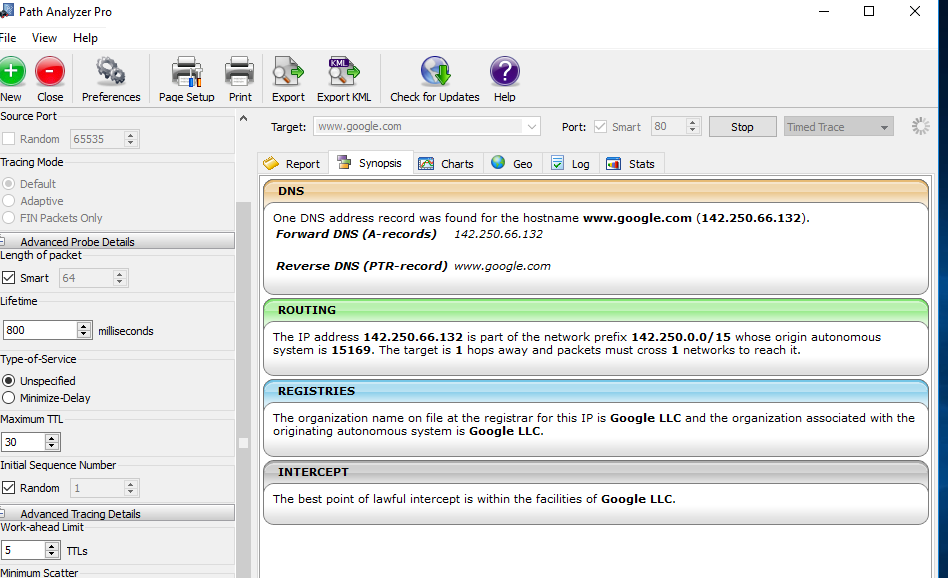 Path Analyzer Pro
File View Help
New Close Preferences Page Setup Print Export KML Export KML Check for Updates Help
Source Port
Random 65535
Tracing Mode
Default
Adaptive
FIN Packets Only
Advanced Probe Details
Length of packet
Smart 64
Lifetime
800 milliseconds
Type-of-Service
Unspecified
Minimize-Delay
Maximum TTL
30
Initial Sequence Number
Random 1
Advanced Tracing Details
Work-ahead Limit
5 TTLs
Minimum Scatter
Target: www.google.com Port: Smart 80 Stop Timed Trace
Report Synopsis Charts Geo Log Stats
DNS
One DNS address record was found for the hostname www.google.com (142.250.66.132).
Forward DNS (A-records) 142.250.66.132
Reverse DNS (PTR-record) www.google.com
ROUTING
The IP address 142.250.66.132 is part of the network prefix 142.250.0.0/15 whose origin autonomous
system is 15169. The target is 1 hops away and packets must cross 1 networks to reach it.
REGISTRIES
The organization name on file at the registrar for this IP is Google LLC and the organization associated with the
originating autonomous system is Google LLC.
INTERCEPT
The best point of lawful intercept is within the facilities of Google LLC.